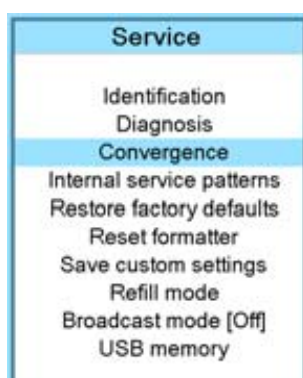 Service
Identification
Diagnosis
Convergence
Internal service patterns
Restore factory defaults
Reset formatter
Save custom settings
Refill mode
Broadcast mode [Off]
USB memory